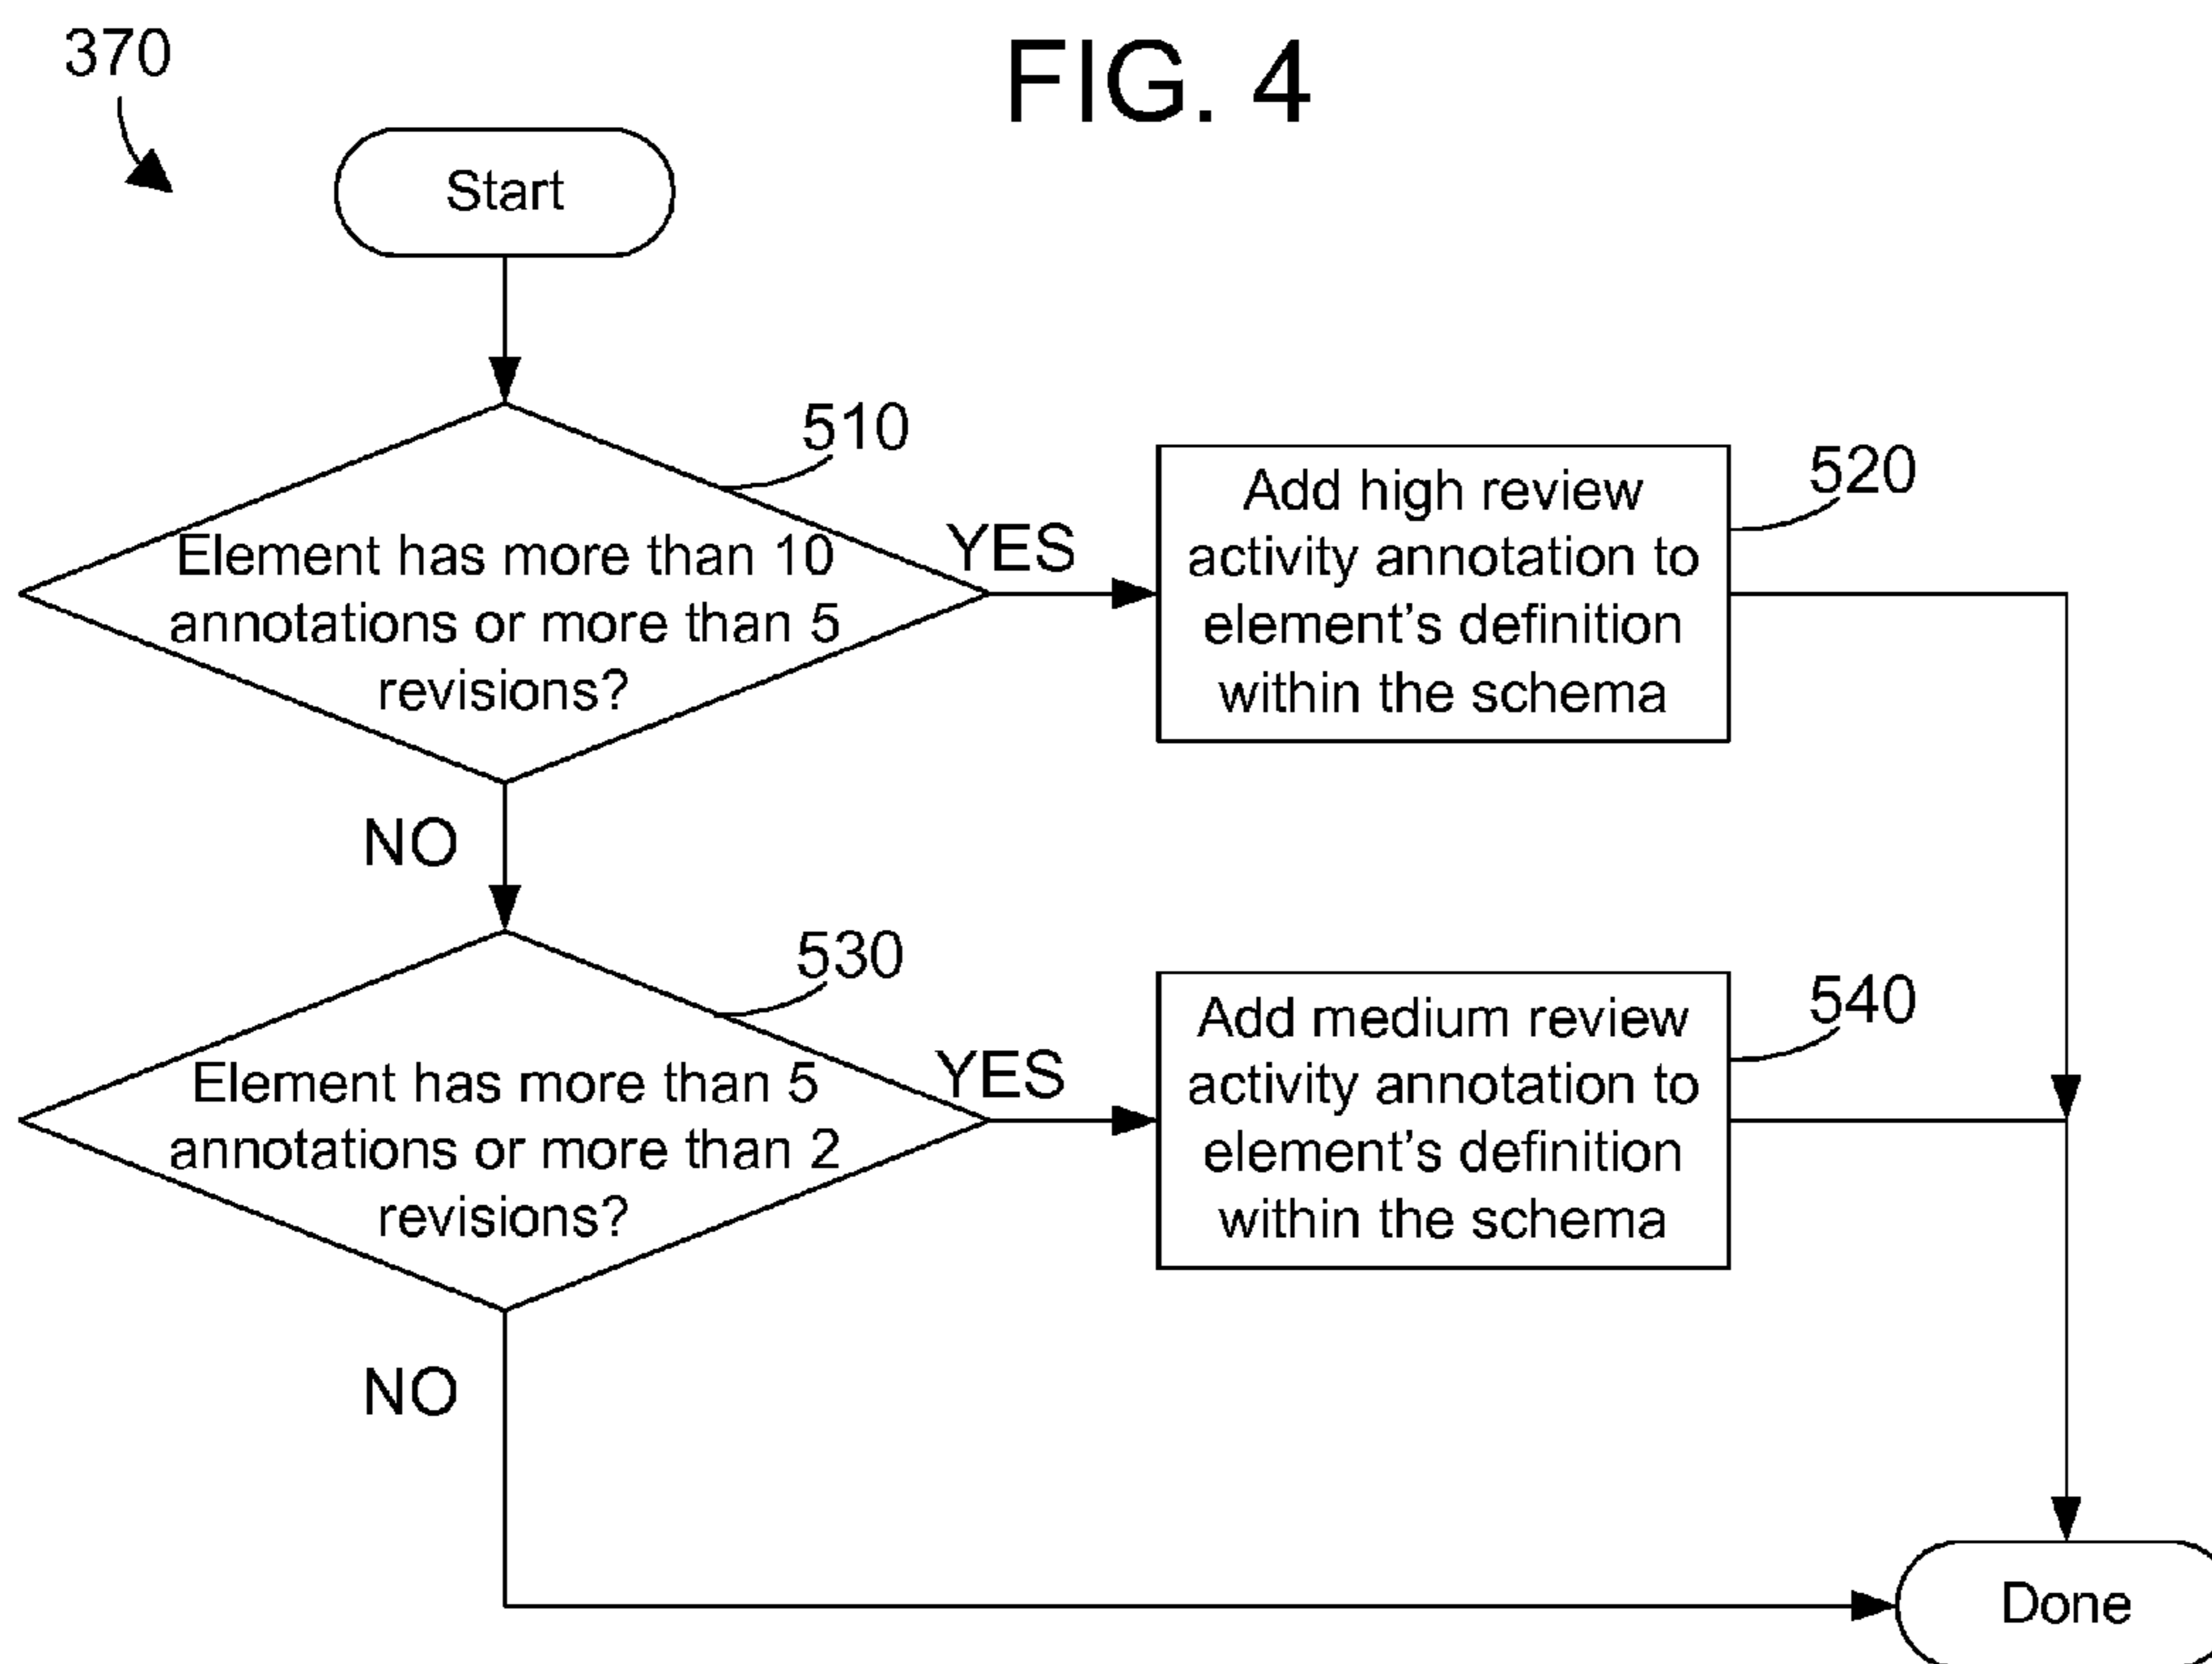 370
FIG. 4
Start
510
Element has more than 10
annotations or more than 5
revisions?
YES
520
Add high review
activity annotation to
element’s definition
within the schema
NO
530
Element has more than 5
annotations or more than 2
revisions?
YES
540
Add medium review
activity annotation to
element’s definition
within the schema
NO
Done